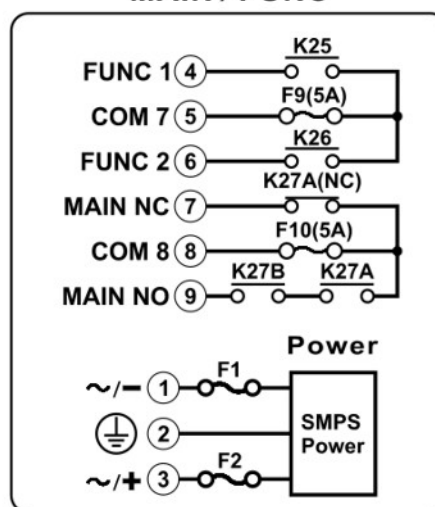 K25
FUNC 1 4
F9(5A)
COM 7 5
K26
FUNC 2 6
K27A(NC)
MAIN NC 7
F10(5A)
COM 8 8
K27B K27A
MAIN NO 9
Power
F1
~/- 1
SMPS
Power
2
F2
~/+ 3